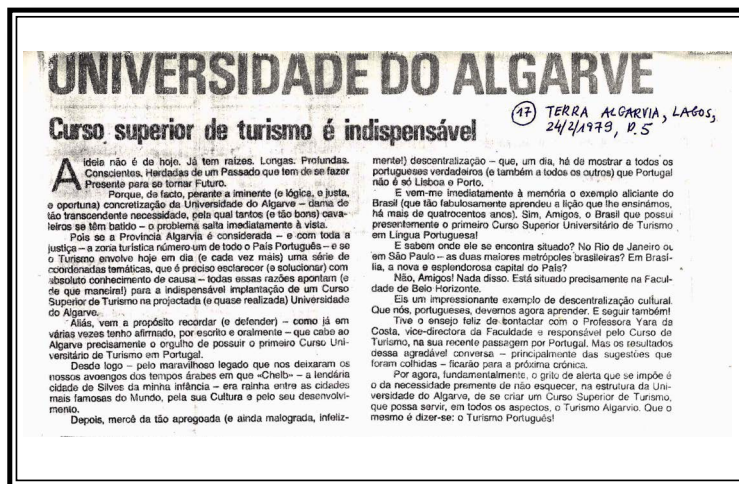 UNIVERSIDADE DO ALGARVE
Curso superior de turismo é indispensável
(17) TERRA ALGARVIA, LAGOS,
24/2/1979, P.5
A ideia não é de hoje. Já tem raízes. Longas. Profundas.
Conscientes. Herdadas de um Passado que tem de se fazer
Presente para se tornar Futuro.
Porque, de facto, perante a iminente (e lógica, e justa,
e oportuna) concretização da Universidade do Algarve – dama de
tão transcendente necessidade, pela qual tantos (e tão bons) cava-
leiros se têm batido – o problema salta imediatamente à vista.
Pois se a Província Algarvia é considerada – e com toda a
justiça – a zona turística número-um de todo o País Português – e se
o Turismo envolve hoje em dia (e cada vez mais) uma série de
coordenadas temáticas, que é preciso esclarecer (e solucionar) com
absoluto conhecimento de causa – todas essas razões apontam (e
de que maneira!) para a indispensável implantação de um Curso
Superior de Turismo na projectada (e quase realizada) Universidade
do Algarve.
Aliás, vem a propósito recordar (e defender) – como já em
várias vezes tenho afirmado, por escrito e oralmente – que cabe ao
Algarve precisamente o orgulho de possuir o primeiro Curso Uni-
versitário de Turismo em Portugal.
Desde logo – pelo maravilhoso legado que nos deixaram os
nossos avoengos dos tempos árabes em que «Chelb» – a lendária
cidade de Silves da minha infância – era rainha entre as cidades
mais famosas do Mundo, pela sua Cultura e pelo seu desenvolvi-
mento.
Depois, mercê da tão apregoada (e ainda malograda, infeliz-
mente!) descentralização – que, um dia, há de mostrar a todos os
portugueses verdadeiros (e também a todos os outros) que Portugal
não é só Lisboa e Porto.
E vem-me imediatamente à memória o exemplo aliciante do
Brasil (que tão fabulosamente aprendeu a lição que lhe ensinámos,
há mais de quatrocentos anos). Sim, Amigos, o Brasil que possui
presentemente o primeiro Curso Superior Universitário de Turismo
em Língua Portuguesa!
E sabem onde ele se encontra situado? No Rio de Janeiro ou
em São Paulo – as duas maiores metrópoles brasileiras? Em Brasí-
lia, a nova e esplendorosa capital do País?
Não, Amigos! Nada disso. Está situado precisamente na Facul-
dade de Belo Horizonte.
Eis um impressionante exemplo de descentralização cultural.
Que nós, portugueses, devemos agora aprender. E seguir também!
Tive o ensejo feliz de contactar com o Professora Yara da
Costa, vice-directora da Faculdade e responsável pelo Curso de
Turismo, na sua recente passagem por Portugal. Mas os resultados
dessa agradável conversa – principalmente das sugestões que
foram colhidas – ficarão para a próxima crónica.
Por agora, fundamentalmente, o grito de alerta que se impõe é
o da necessidade premente de não esquecer, na estrutura da Uni-
versidade do Algarve, de se criar um Curso Superior de Turismo,
que possa servir, em todos os aspectos, o Turismo Algarvio. Que o
mesmo é dizer-se: o Turismo Português!